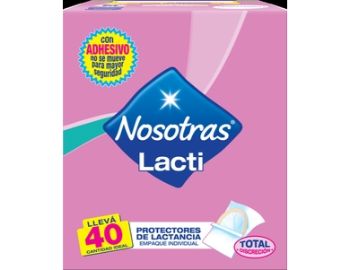 con
ADHESIVO
no se mueve
para mayor
seguridad
Nosotras®
Lacti
LLEVÁ
40
CANTIDAD IDEAL
PROTECTORES
DE LACTANCIA
EMPAQUE INDIVIDUAL
TOTAL
DISCRECIÓN